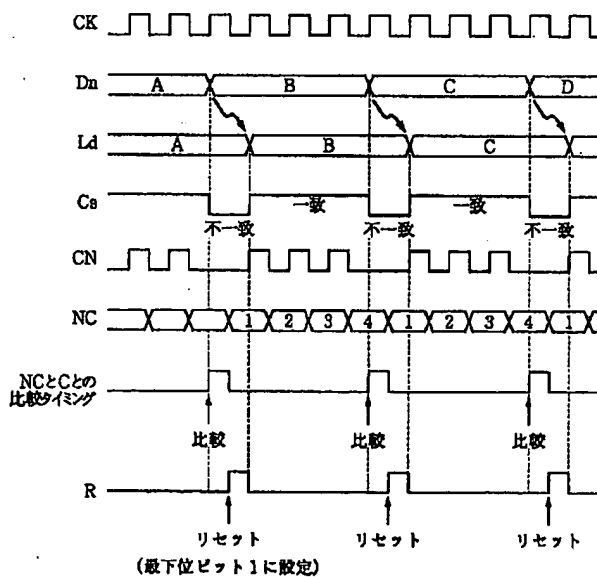 CK
Dn A B C D
Ld A B C
Cs 一致 一致
不一致 不一致 不一致
CN
NC 1 2 3 4 1 2 3 4 1
NCとCとの
比較タイミング
比較 比較 比較
R
リセット リセット リセット
(最下位ビット1に設定)